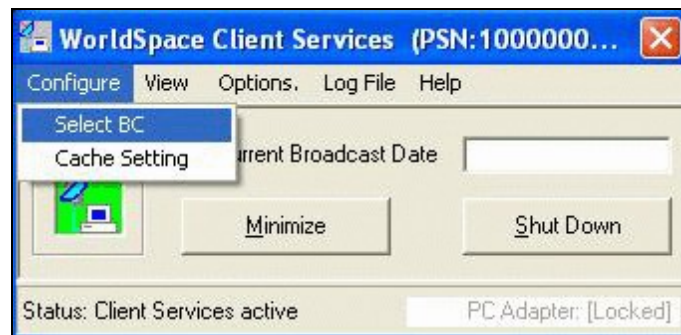 WorldSpace Client Services (PSN:1000000...
Configure View Options. Log File Help
Select BC
Cache Setting
urrent Broadcast Date
Minimize Shut Down
Status: Client Services active PC Adapter: [Locked]